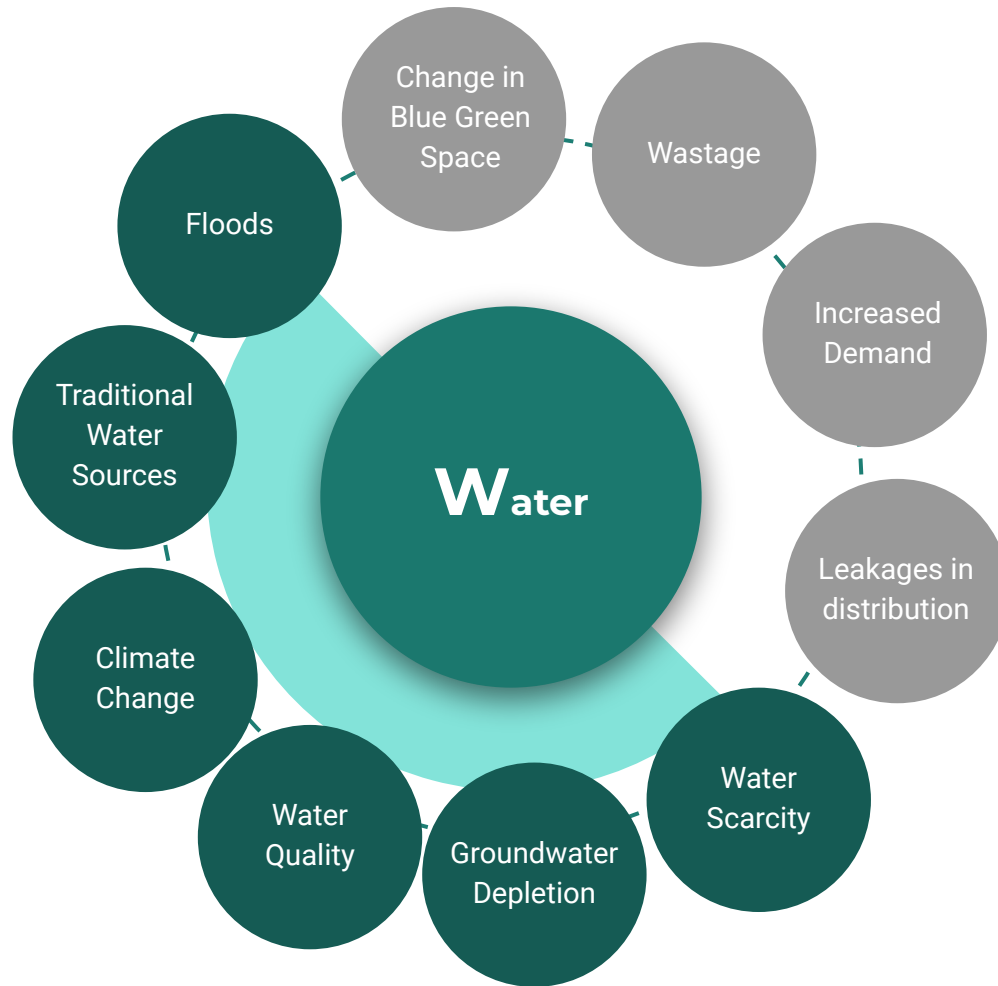 Change in
Blue Green
Space
Wastage
Floods
Increased
Demand
Traditional
Water
Sources
Water
Leakages in
distribution
Climate
Change
Water
Scarcity
Water
Quality
Groundwater
Depletion